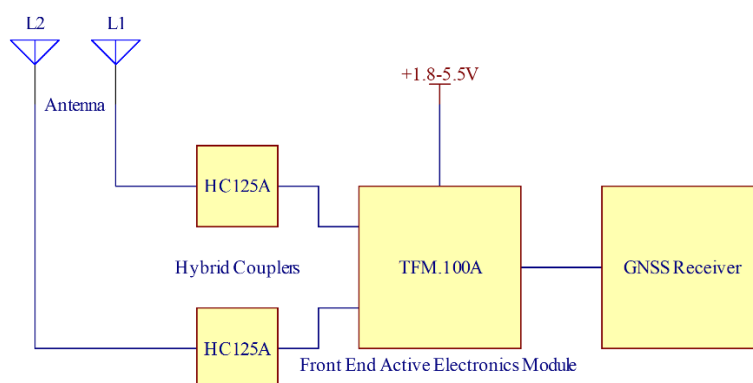 L2
L1
+1.8-5.5V
Antenna
HC125A
Hybrid Couplers
TFM.100A
GNSS Receiver
HC125A
Front End Active Electronics Module